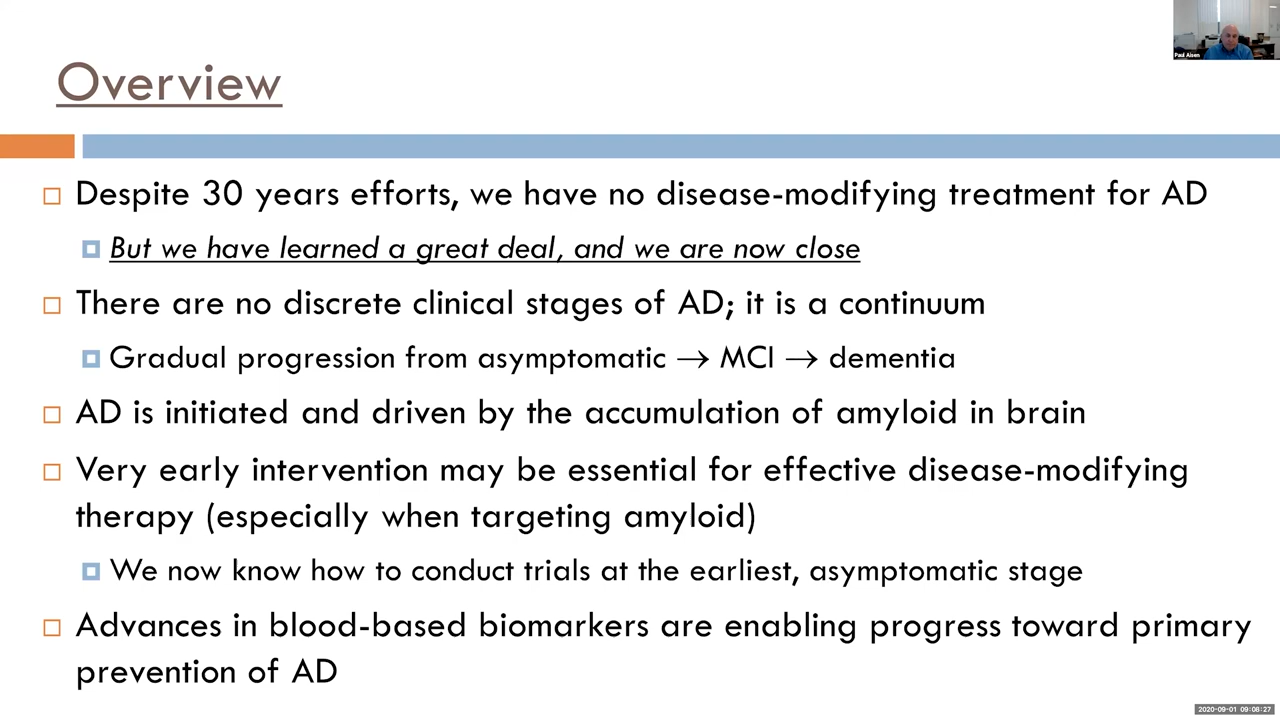 Paul Aisen
Overview
Despite 30 years efforts, we have no disease-modifying treatment for AD
But we have learned a great deal, and we are now close
There are no discrete clinical stages of AD; it is a continuum
Gradual progression from asymptomatic → MCI → dementia
AD is initiated and driven by the accumulation of amyloid in brain
Very early intervention may be essential for effective disease-modifying
therapy (especially when targeting amyloid)
We now know how to conduct trials at the earliest, asymptomatic stage
Advances in blood-based biomarkers are enabling progress toward primary
prevention of AD
2020-09-01 09:08:27